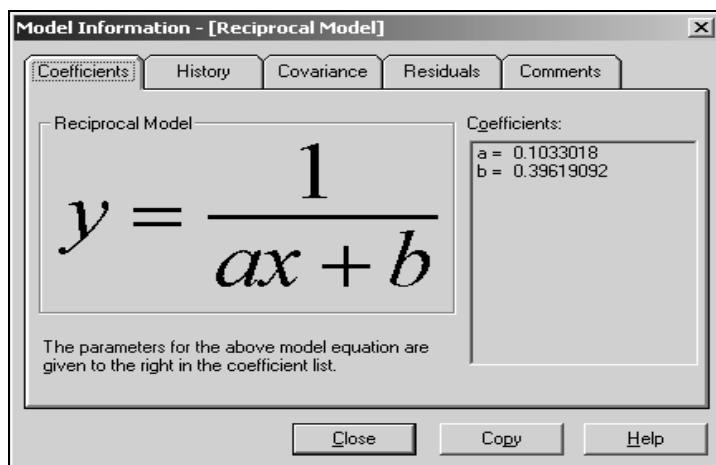 Model Information - [Reciprocal Model]
Coefficients History Covariance Residuals Comments
Reciprocal Model
y = 1 / (ax + b)
The parameters for the above model equation are
given to the right in the coefficient list.
Coefficients:
a = 0.1033018
b = 0.39619092
Close Copy Help